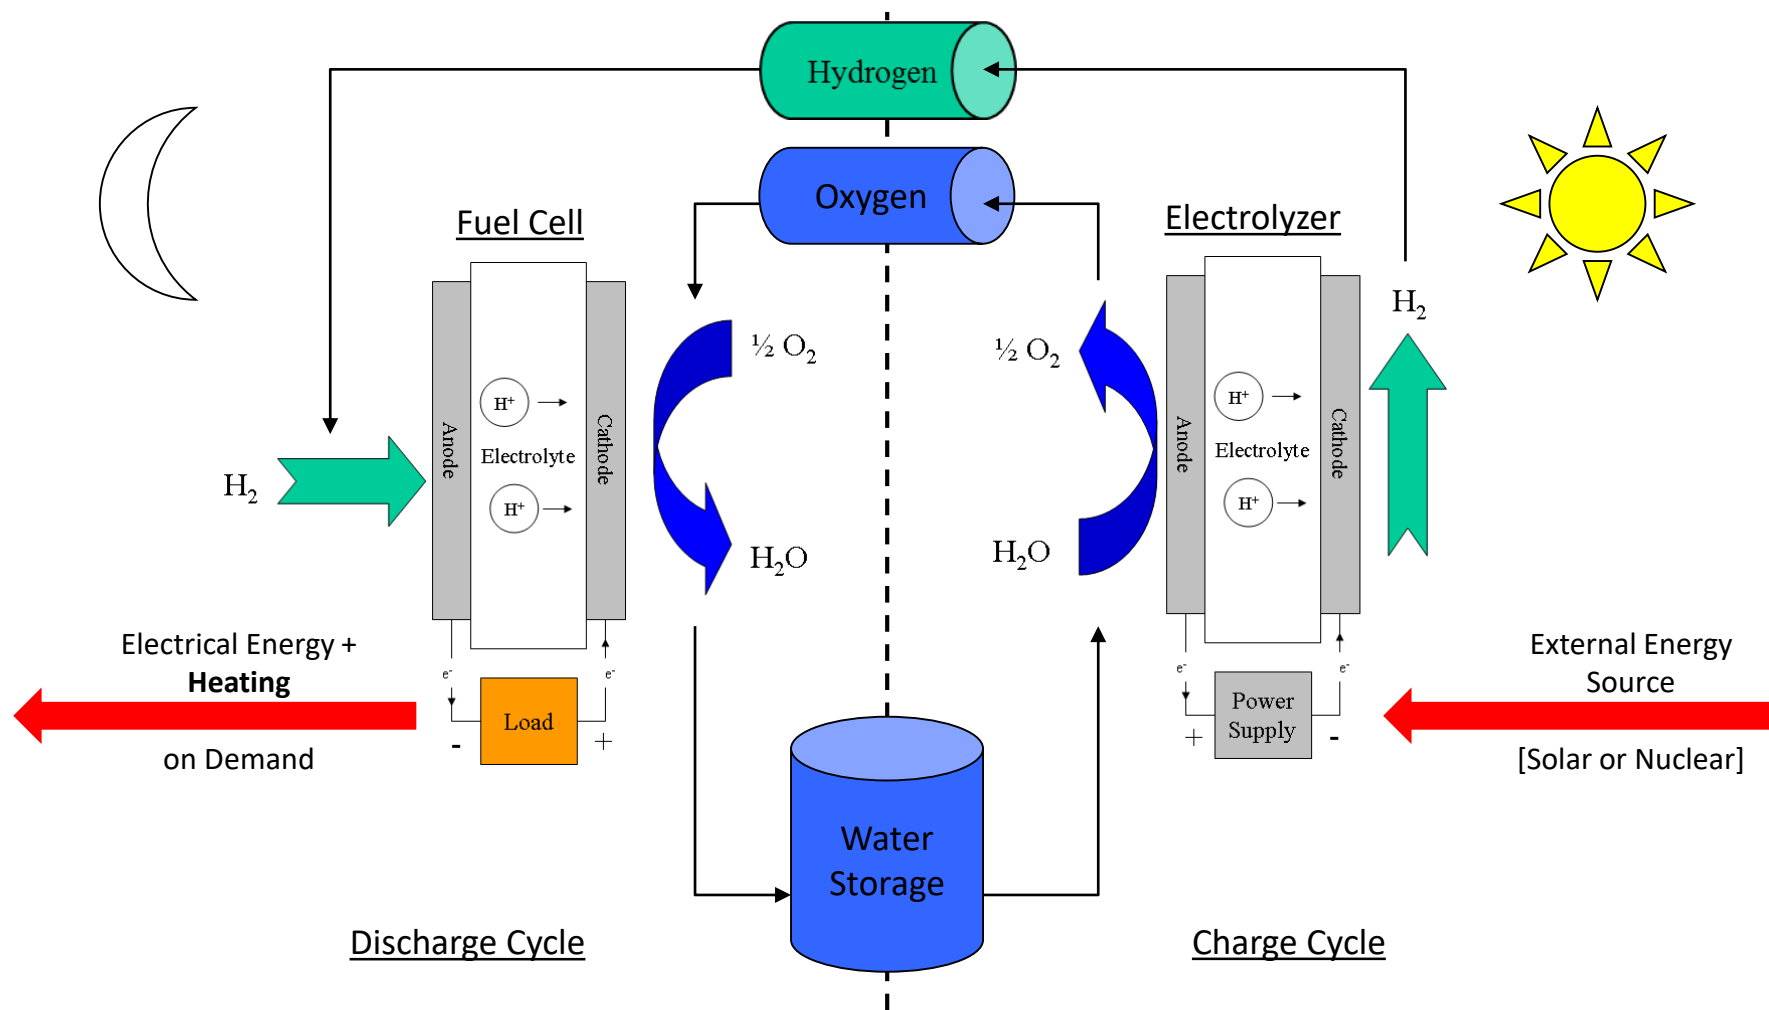 Hydrogen
Oxygen
Fuel Cell
Electrolyzer
H₂
½ O₂
½ O₂
H⁺
H⁺
Anode
Cathode
Anode
Cathode
Electrolyte
Electrolyte
H₂
H⁺
H⁺
H₂O
H₂O
Electrical Energy +
Heating
on Demand
e⁻
e⁻
Load
-
+
e⁻
e⁻
Power
Supply
+
-
External Energy
Source
[Solar or Nuclear]
Water
Storage
Discharge Cycle
Charge Cycle